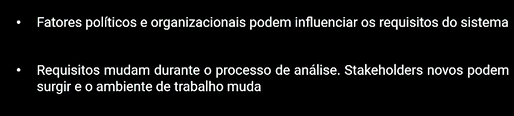 • Fatores políticos e organizacionais podem influenciar os requisitos do sistema
• Requisitos mudam durante o processo de análise. Stakeholders novos podem
surgir e o ambiente de trabalho muda